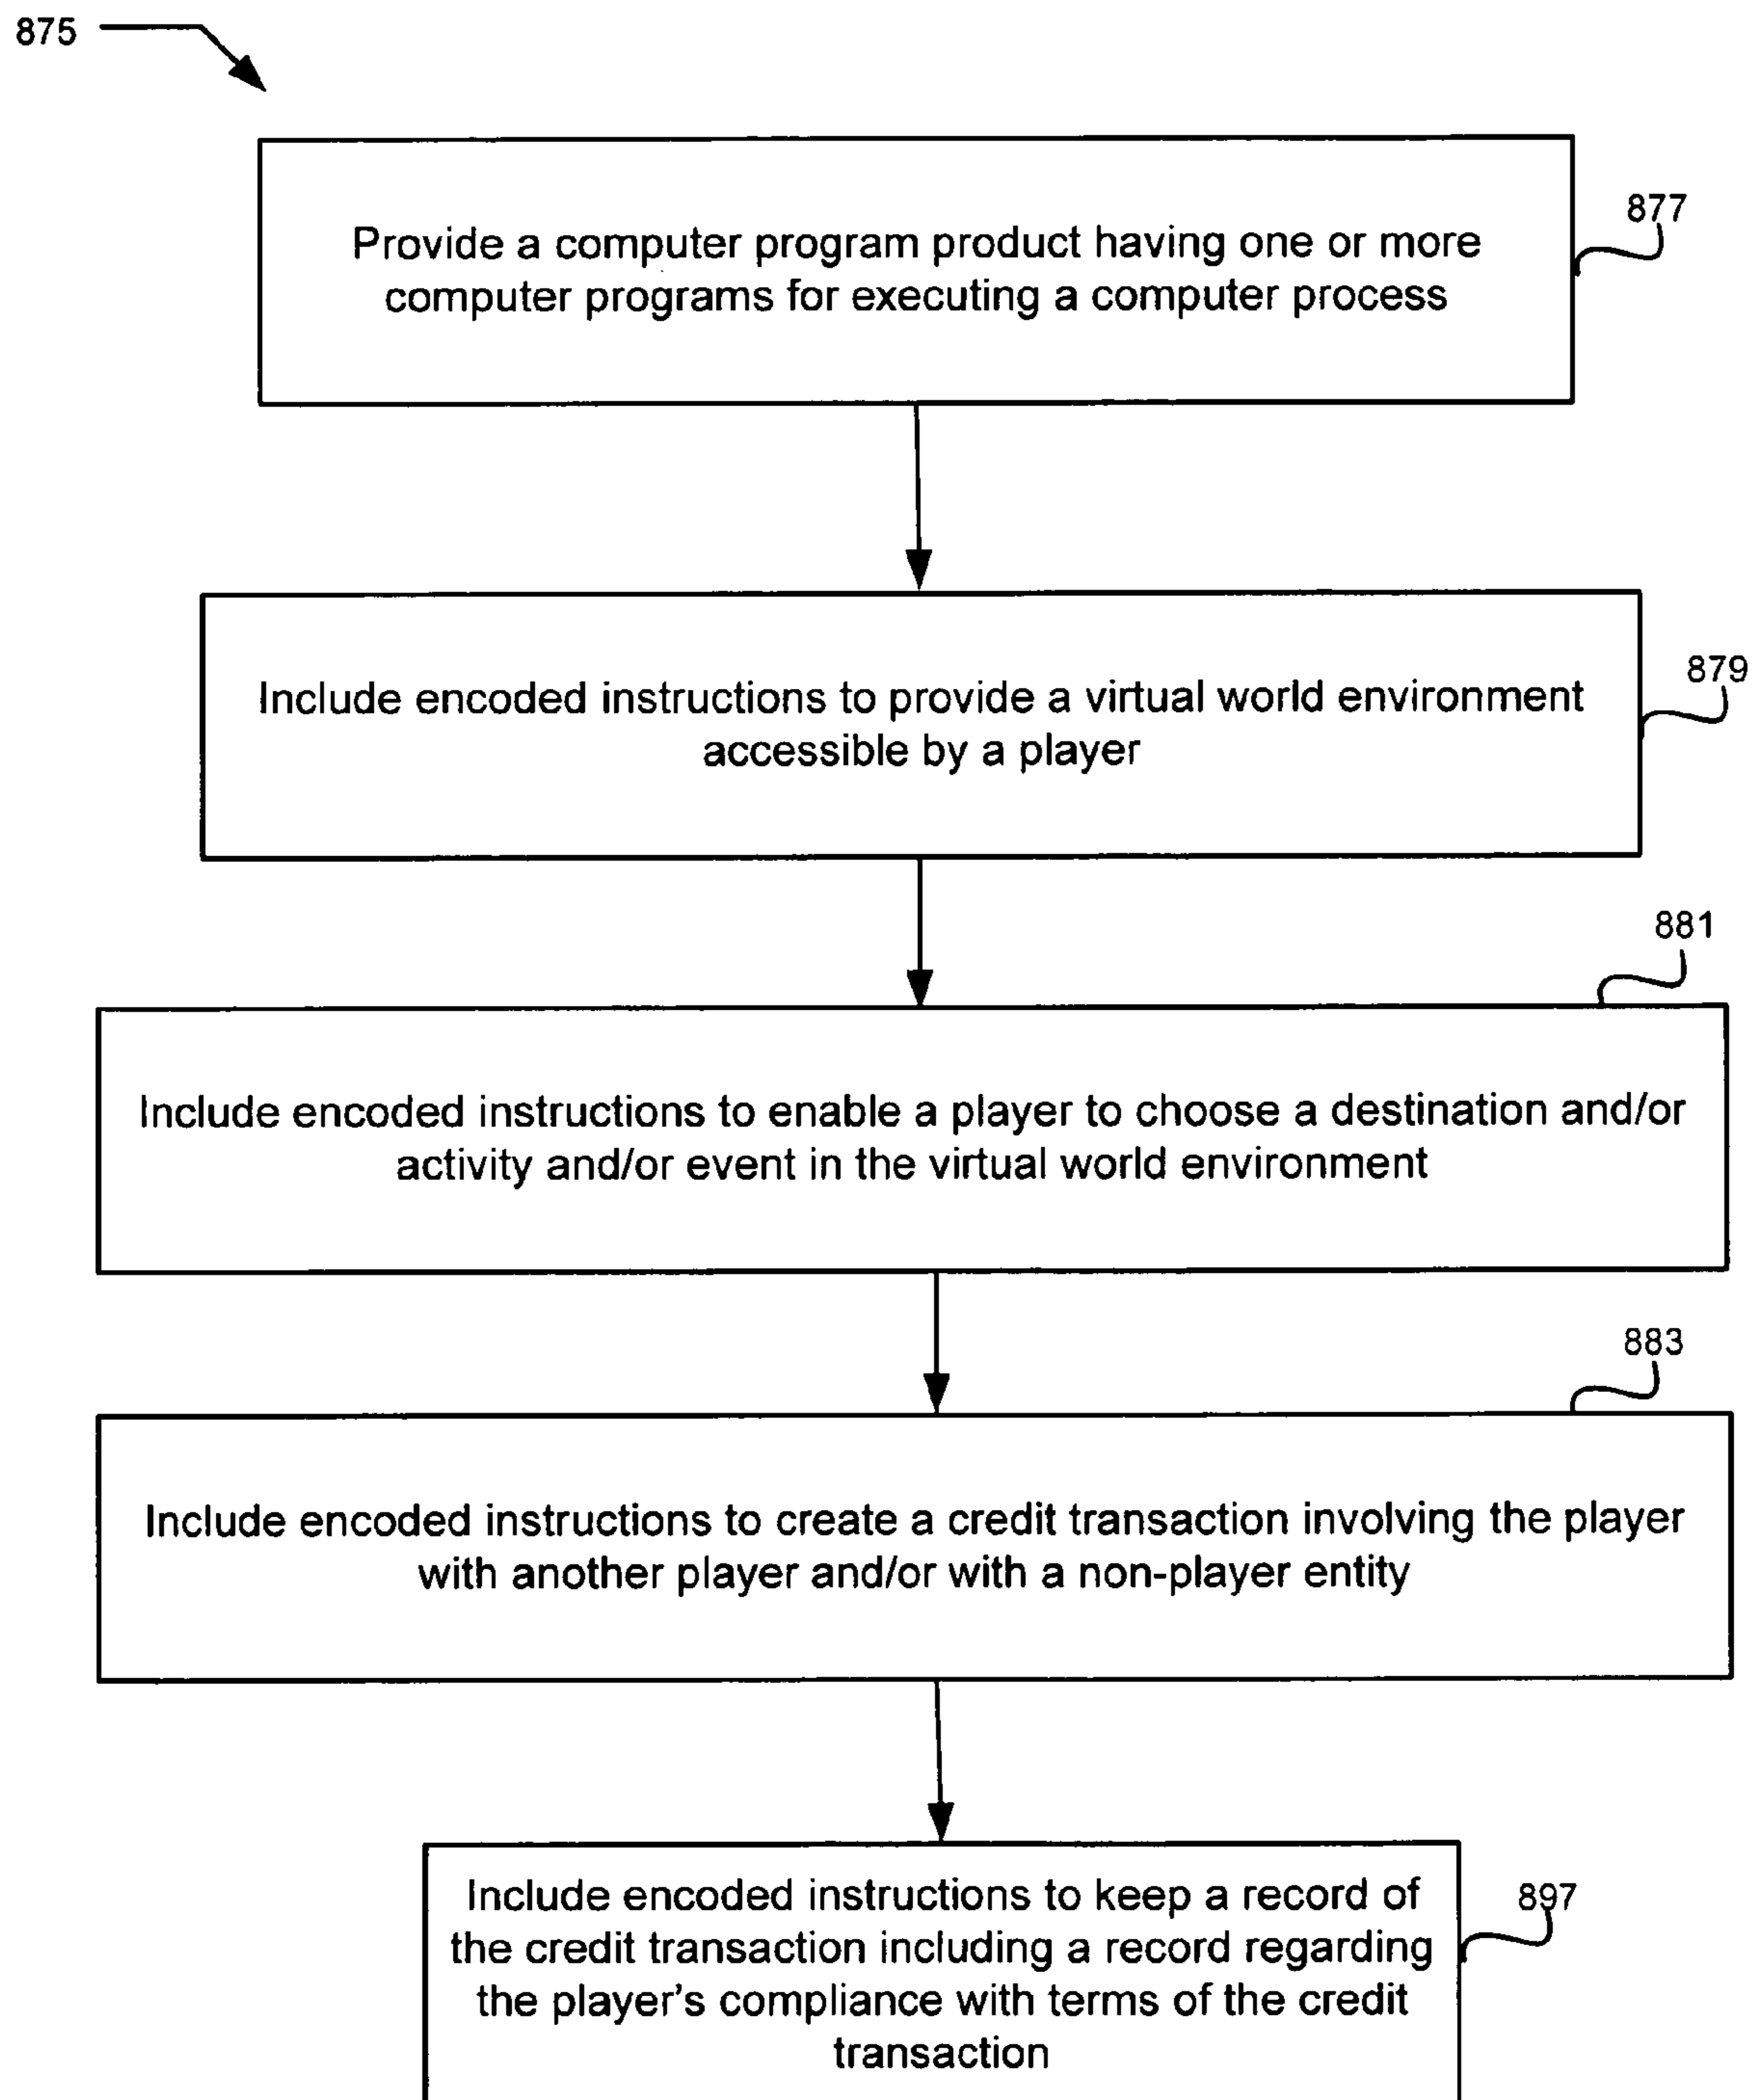 875
877
Provide a computer program product having one or more
computer programs for executing a computer process
879
Include encoded instructions to provide a virtual world environment
accessible by a player
881
Include encoded instructions to enable a player to choose a destination and/or
activity and/or event in the virtual world environment
883
Include encoded instructions to create a credit transaction involving the player
with another player and/or with a non-player entity
897
Include encoded instructions to keep a record of
the credit transaction including a record regarding
the player's compliance with terms of the credit
transaction